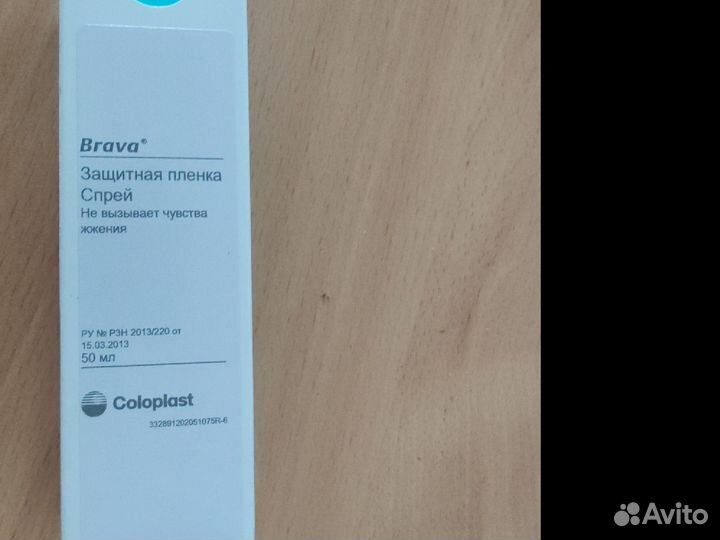 Brava®
Защитная пленка
Спрей
Не вызывает чувства
жжения
РУ № РЗН 2013/220 от
15.03.2013
50 мл
Coloplast
332891202051075R-6
Avito